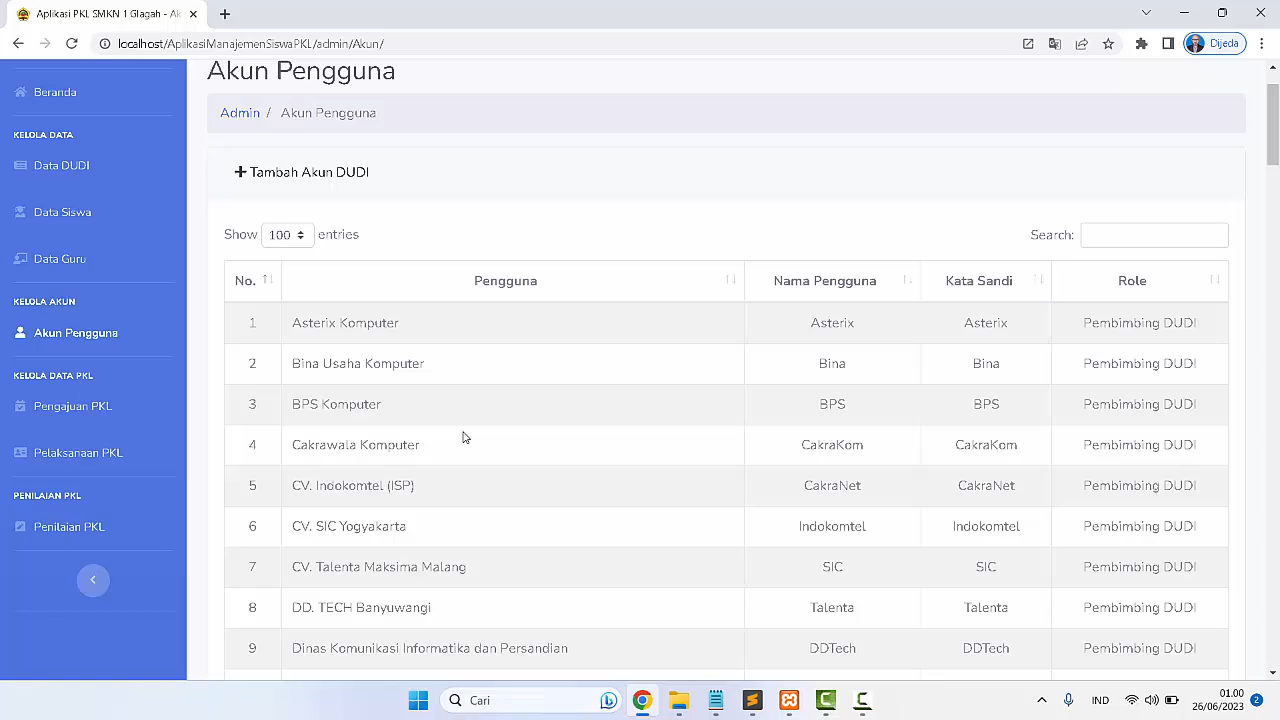 Aplikasi PKL SMKN 1 Glagah - Ak
localhost/AplikasiManajemenSiswaPKL/admin/Akun/
Dijeda
Beranda
KELOLA DATA
Data DUDI
Data Siswa
Data Guru
KELOLA AKUN
Akun Pengguna
KELOLA DATA PKL
Pengajuan PKL
Pelaksanaan PKL
PENILAIAN PKL
Penilaian PKL
Akun Pengguna
Admin / Akun Pengguna
Tambah Akun DUDI
Show 100 entries Search:
No. Pengguna Nama Pengguna Kata Sandi Role
1 Asterix Komputer Asterix Asterix Pembimbing DUDI
2 Bina Usaha Komputer Bina Bina Pembimbing DUDI
3 BPS Komputer BPS BPS Pembimbing DUDI
4 Cakrawala Komputer CakraKom CakraKom Pembimbing DUDI
5 CV. Indokomtel (ISP) CakraNet CakraNet Pembimbing DUDI
6 CV. SIC Yogyakarta Indokomtel Indokomtel Pembimbing DUDI
7 CV. Talenta Maksima Malang SIC SIC Pembimbing DUDI
8 DD. TECH Banyuwangi Talenta Talenta Pembimbing DUDI
9 Dinas Komunikasi Informatika dan Persandian DDTech DDTech Pembimbing DUDI
Cari
IND
01.00
26/06/2023
2